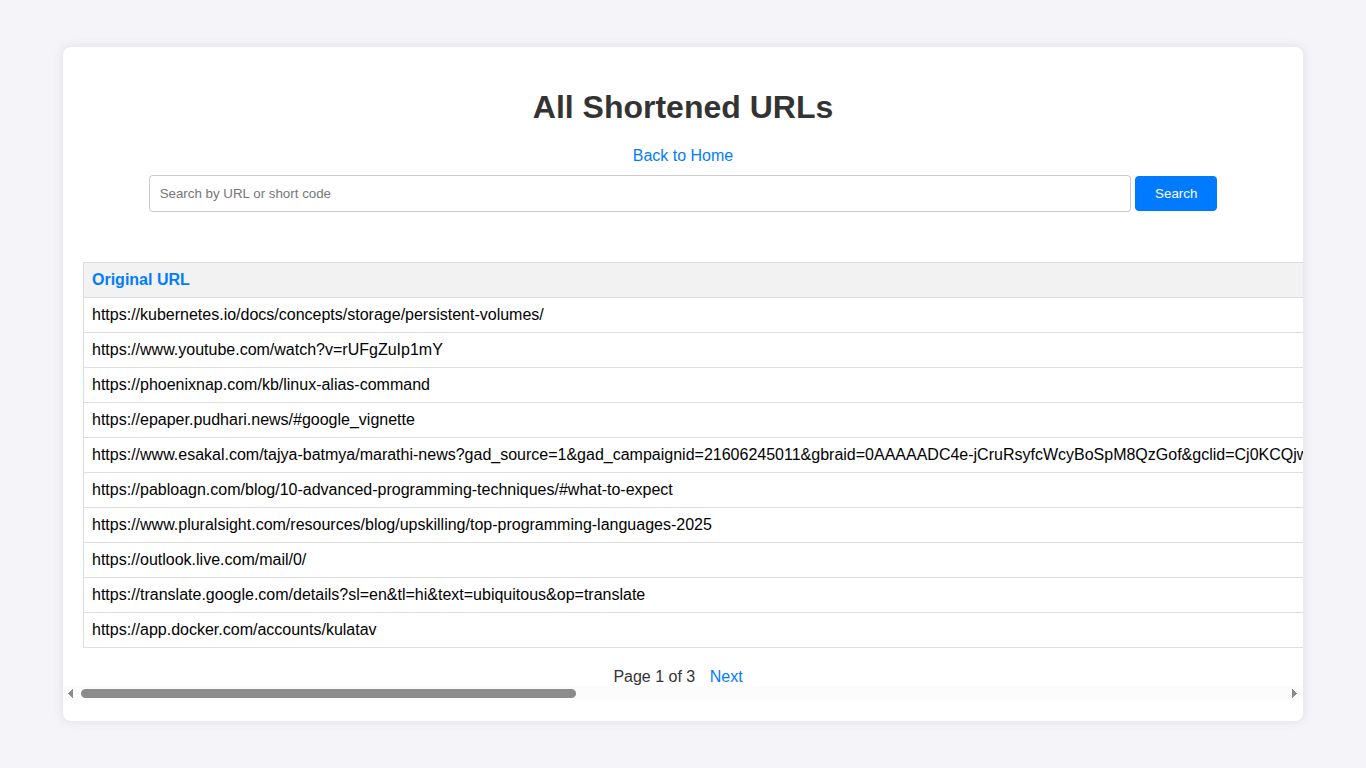 All Shortened URLs
Back to Home
Search by URL or short code
Search
Original URL
https://kubernetes.io/docs/concepts/storage/persistent-volumes/
https://www.youtube.com/watch?v=rUFgZuIp1mY
https://phoenixnap.com/kb/linux-alias-command
https://epaper.pudhari.news/#google_vignette
https://www.esakal.com/tajya-batmya/marathi-news?gad_source=1&gad_campaignid=21606245011&gbraid=0AAAAADC4e-jCruRsyfcWcyBoSpM8QzGof&gclid=Cj0KCQjw
https://pabloagn.com/blog/10-advanced-programming-techniques/#what-to-expect
https://www.pluralsight.com/resources/blog/upskilling/top-programming-languages-2025
https://outlook.live.com/mail/0/
https://translate.google.com/details?sl=en&tl=hi&text=ubiquitous&op=translate
https://app.docker.com/accounts/kulatav
Page 1 of 3 Next